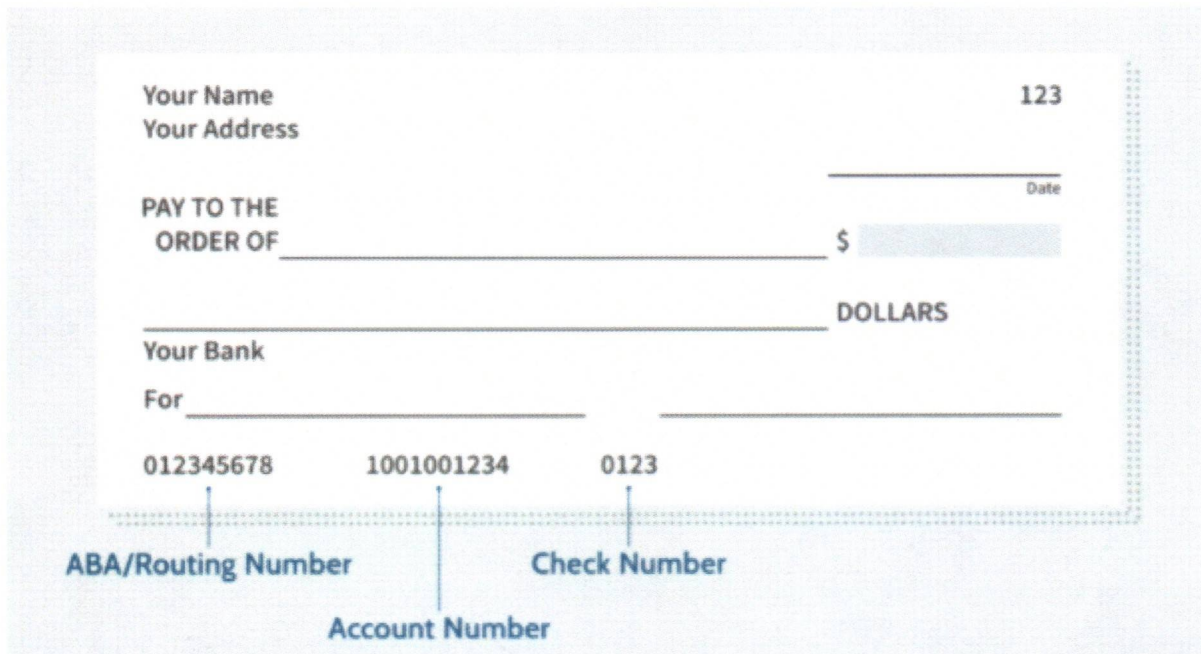 Your Name 123
Your Address
Date
PAY TO THE
ORDER OF $
DOLLARS
Your Bank
For
012345678 1001001234 0123
ABA/Routing Number Check Number
Account Number